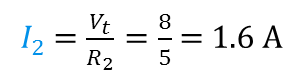 I₂ = Vₜ/R₂ = 8/5 = 1.6 A